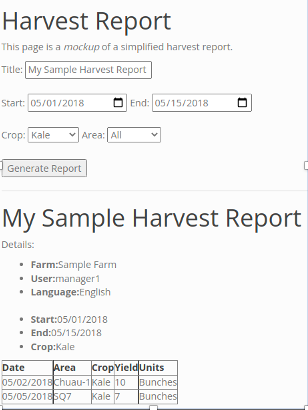 Harvest Report
This page is a mockup of a simplified harvest report.
Title: My Sample Harvest Report
Start: 05/01/2018 End: 05/15/2018
Crop: Kale Area: All
Generate Report
My Sample Harvest Report
Details:
Farm:Sample Farm
User:manager1
Language:English
Start:05/01/2018
End:05/15/2018
Crop:Kale
Date Area Crop Yield Units
05/02/2018 Chuau-1 Kale 10 Bunches
05/05/2018 SQ7 Kale 7 Bunches